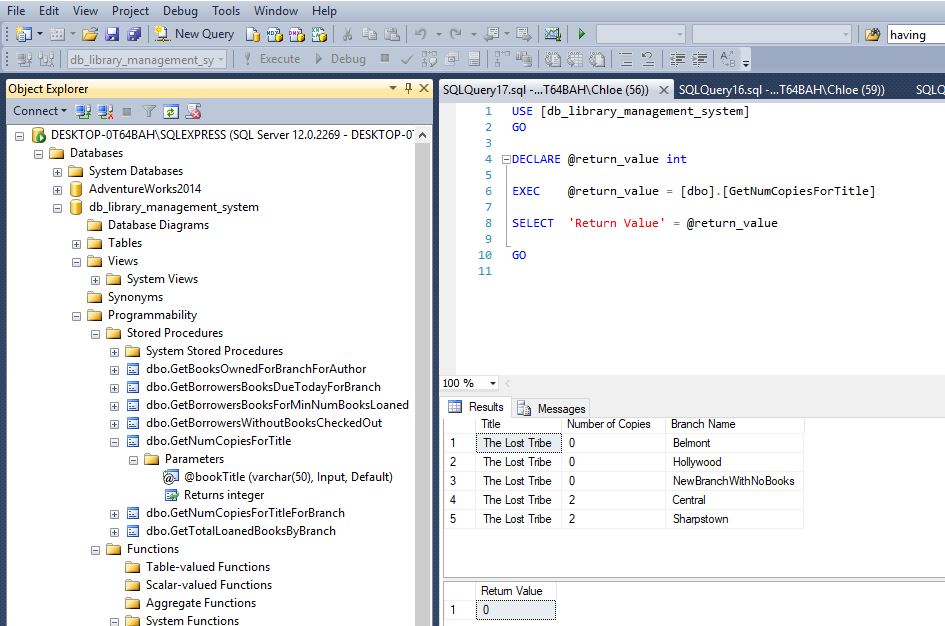 File Edit View Project Debug Tools Window Help
New Query having
db_library_management_sy Execute Debug
Object Explorer
Connect
DESKTOP-0T64BAH\SQLEXPRESS (SQL Server 12.0.2269 - DESKTOP-0T
Databases
System Databases
AdventureWorks2014
db_library_management_system
Database Diagrams
Tables
Views
System Views
Synonyms
Programmability
Stored Procedures
System Stored Procedures
dbo.GetBooksOwnedForBranchForAuthor
dbo.GetBorrowersBooksDueTodayForBranch
dbo.GetBorrowersBooksForMinNumBooksLoaned
dbo.GetBorrowersWithoutBooksCheckedOut
dbo.GetNumCopiesForTitle
Parameters
@bookTitle (varchar(50), Input, Default)
Returns integer
dbo.GetNumCopiesForTitleForBranch
dbo.GetTotalLoanedBooksByBranch
Functions
Table-valued Functions
Scalar-valued Functions
Aggregate Functions
System Functions
SQLQuery17.sql -...T64BAH\Chloe (56)) SQLQuery16.sql -...T64BAH\Chloe (59)) SQLQ
1 USE [db_library_management_system]
2 GO
3
4 DECLARE @return_value int
5
6 EXEC @return_value = [dbo].[GetNumCopiesForTitle]
7
8 SELECT 'Return Value' = @return_value
9
10 GO
11
100 %
Results Messages
Title Number of Copies Branch Name
1 The Lost Tribe 0 Belmont
2 The Lost Tribe 0 Hollywood
3 The Lost Tribe 0 NewBranchWithNoBooks
4 The Lost Tribe 2 Central
5 The Lost Tribe 2 Sharpstown
Return Value
1 0